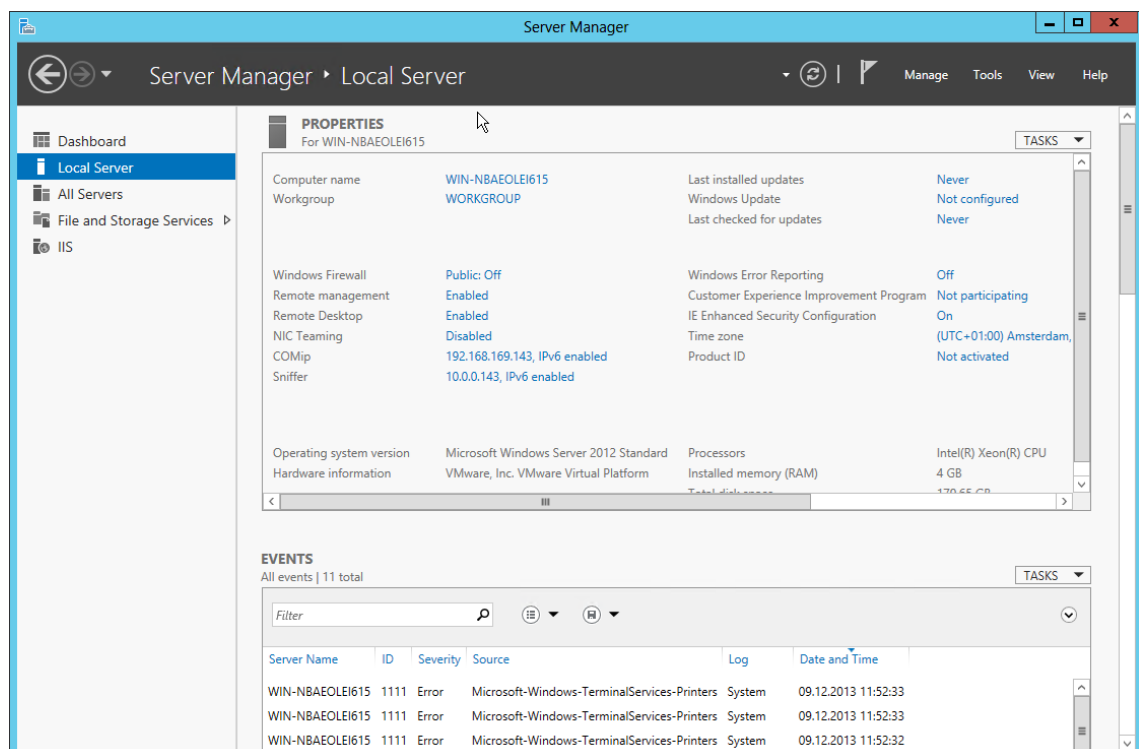 Server Manager
Server Manager • Local Server
Manage Tools View Help
Dashboard
Local Server
All Servers
File and Storage Services
IIS
PROPERTIES
For WIN-NBAEOLEI615
TASKS
Computer name WIN-NBAEOLEI615 Last installed updates Never
Workgroup WORKGROUP Windows Update Not configured
Last checked for updates Never
Windows Firewall Public: Off Windows Error Reporting Off
Remote management Enabled Customer Experience Improvement Program Not participating
Remote Desktop Enabled IE Enhanced Security Configuration On
NIC Teaming Disabled Time zone (UTC+01:00) Amsterdam,
COMip 192.168.169.143, IPv6 enabled Product ID Not activated
Sniffer 10.0.0.143, IPv6 enabled
Operating system version Microsoft Windows Server 2012 Standard Processors Intel(R) Xeon(R) CPU
Hardware information VMware, Inc. VMware Virtual Platform Installed memory (RAM) 4 GB
Total disk space 179.65 GB
EVENTS
All events | 11 total
TASKS
Filter
Server Name ID Severity Source Log Date and Time
WIN-NBAEOLEI615 1111 Error Microsoft-Windows-TerminalServices-Printers System 09.12.2013 11:52:33
WIN-NBAEOLEI615 1111 Error Microsoft-Windows-TerminalServices-Printers System 09.12.2013 11:52:33
WIN-NBAEOLEI615 1111 Error Microsoft-Windows-TerminalServices-Printers System 09.12.2013 11:52:32